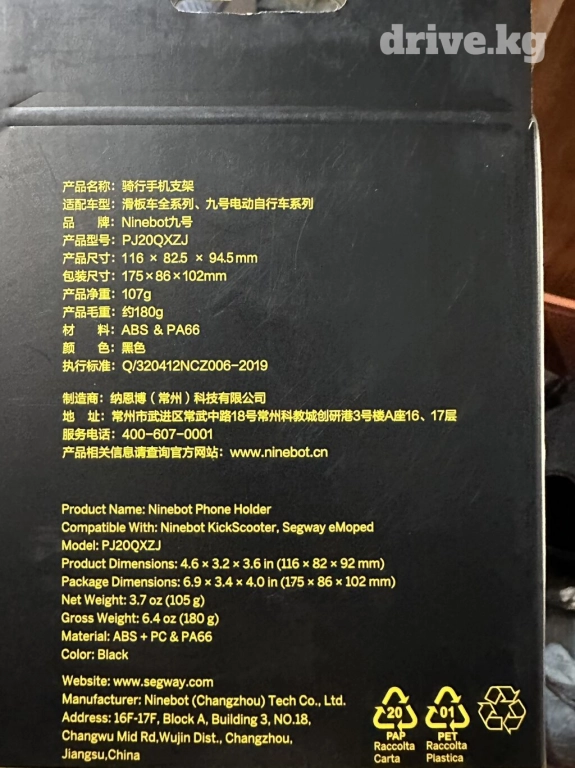 drive.kg
产品名称：骑行手机支架
适配车型：滑板车全系列、九号电动自行车系列
品 牌：Ninebot九号
产品型号：PJ20QXZJ
产品尺寸：116 × 82.5 × 94.5mm
包装尺寸：175×86×102mm
产品净重：107g
产品毛重：约180g
材 料：ABS & PA66
颜 色：黑色
执行标准：Q/320412NCZ006-2019
制造商：纳恩博（常州）科技有限公司
地 址：常州市武进区常武中路18号常州科教城创研港3号楼A座16、17层
服务电话：400-607-0001
产品相关信息请查询官方网站：www.ninebot.cn
Product Name: Ninebot Phone Holder
Compatible With: Ninebot KickScooter, Segway eMoped
Model: PJ20QXZJ
Product Dimensions: 4.6 × 3.2 × 3.6 in (116 × 82 × 92 mm)
Package Dimensions: 6.9 × 3.4 × 4.0 in (175 × 86 × 102 mm)
Net Weight: 3.7 oz (105 g)
Gross Weight: 6.4 oz (180 g)
Material: ABS + PC & PA66
Color: Black
Website: www.segway.com
Manufacturer: Ninebot (Changzhou) Tech Co., Ltd.
Address: 16F-17F, Block A, Building 3, NO.18,
Changwu Mid Rd,Wujin Dist., Changzhou,
Jiangsu,China
20
PAP
Raccolta
Carta
01
PET
Raccolta
Plastica